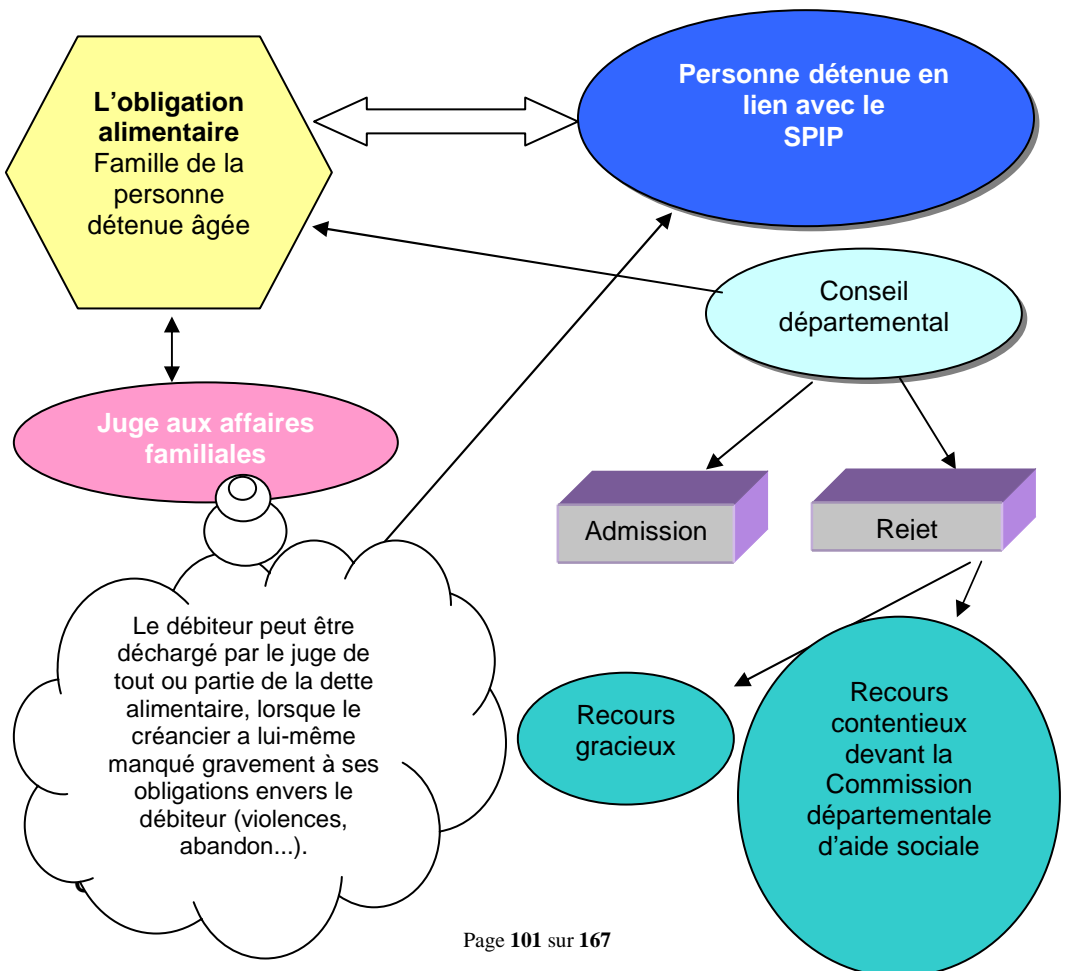 L'obligation
alimentaire
Famille de la
personne
détenue âgée
Personne détenue en
lien avec le
SPIP
Conseil
départemental
Juge aux affaires
familiales
Admission
Rejet
Le débiteur peut être
déchargé par le juge de
tout ou partie de la dette
alimentaire, lorsque le
créancier a lui-même
manqué gravement à ses
obligations envers le
débiteur (violences,
abandon...).
Recours
gracieux
Recours
contentieux
devant la
Commission
départementale
d'aide sociale
Page 101 sur 167